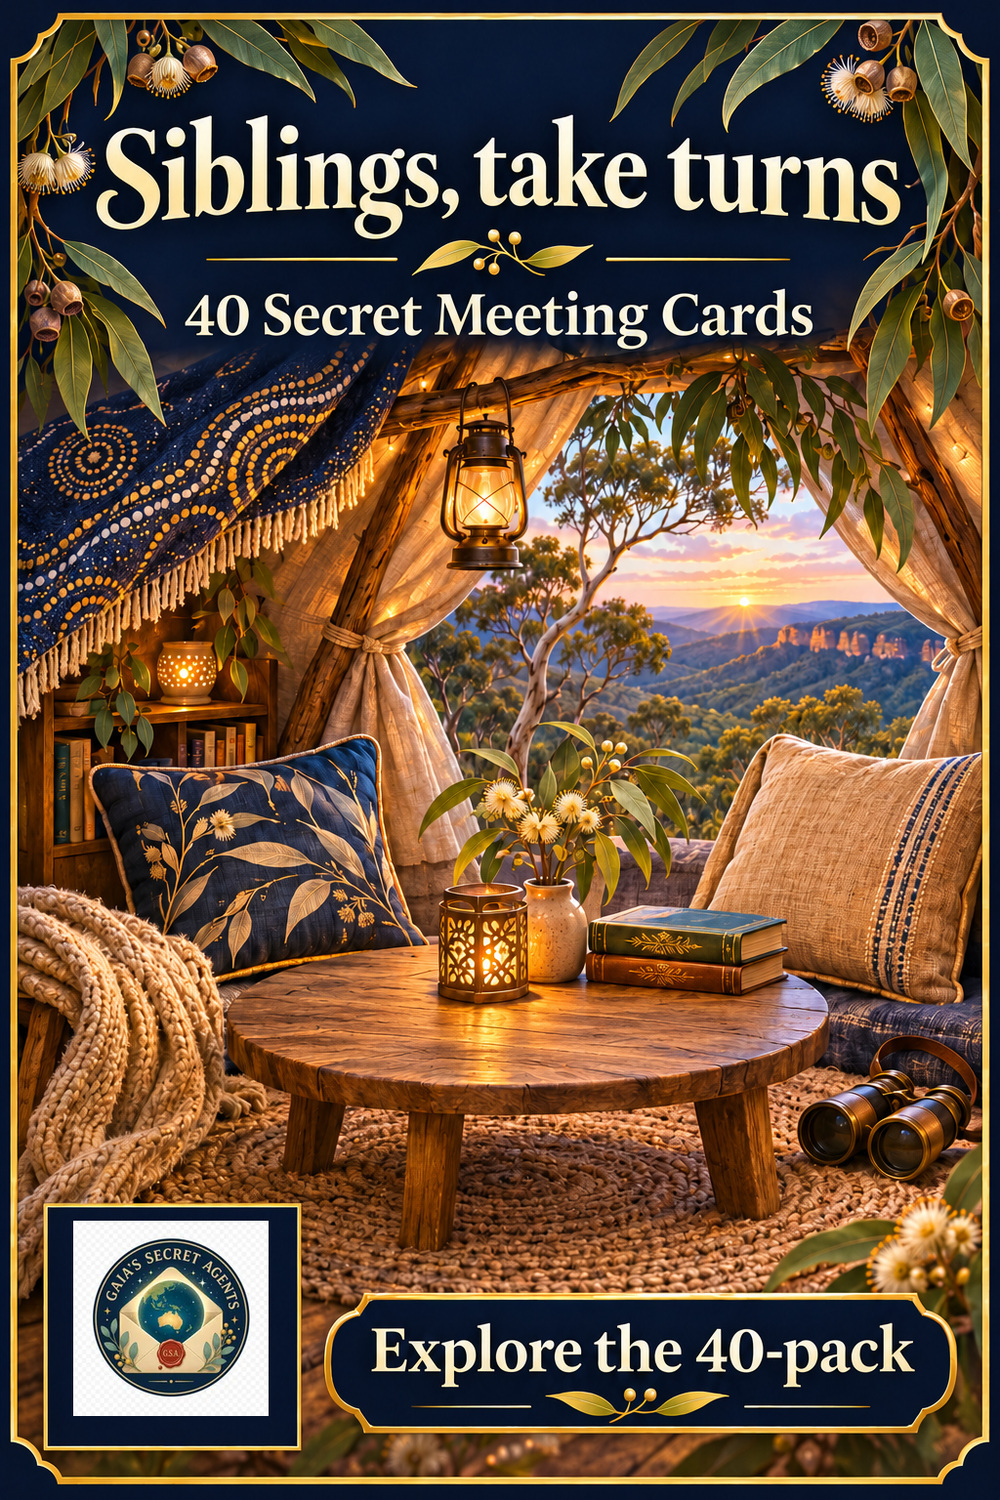 Siblings, take turns
40 Secret Meeting Cards
GAIA'S SECRET AGENTS
G.S.A.
Explore the 40-pack